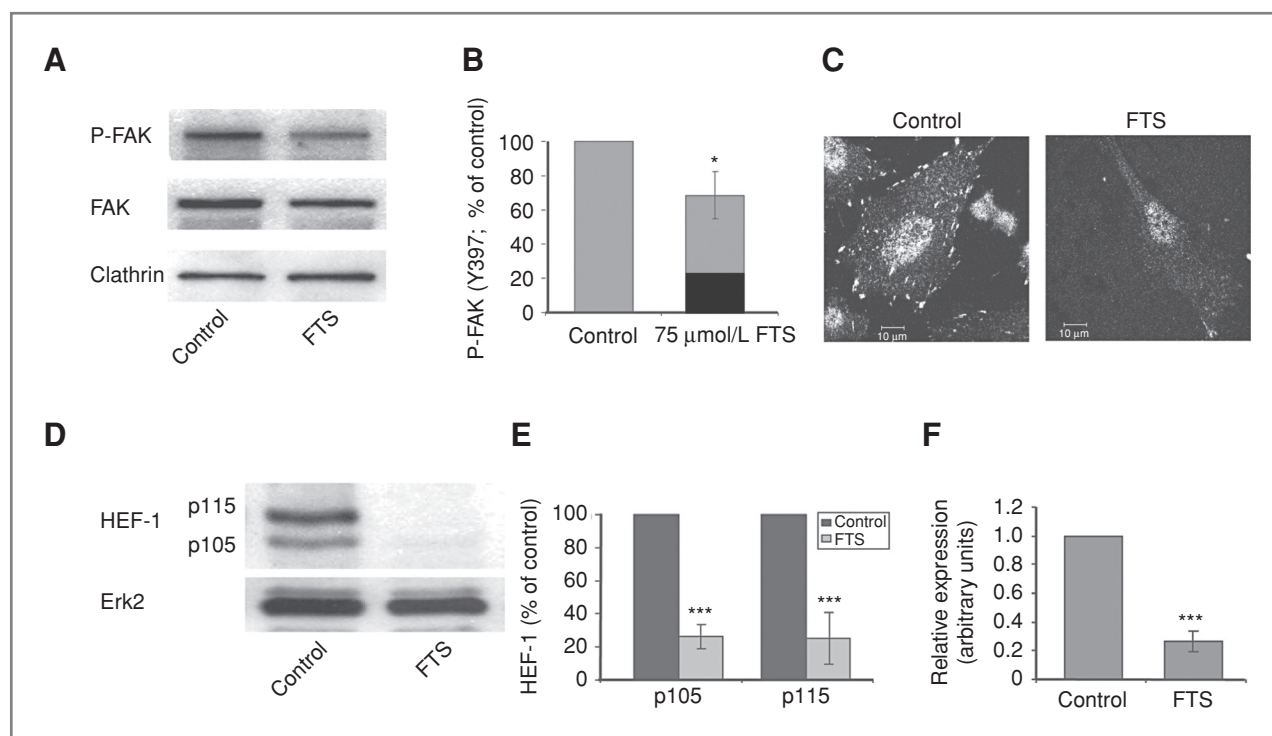 A
P-FAK
FAK
Clathrin
Control
FTS
B
P-FAK (Y397; % of control)
100
80
60
40
20
0
*
Control
75 μmol/L FTS
C
Control
FTS
10 μm
10 μm
D
HEF-1
p115
p105
Erk2
Control
FTS
E
HEF-1 (% of control)
100
80
60
40
20
0
Control
FTS
***
***
p105
p115
F
Relative expression
(arbitrary units)
1.2
1.0
0.8
0.6
0.4
0.2
0
***
Control
FTS